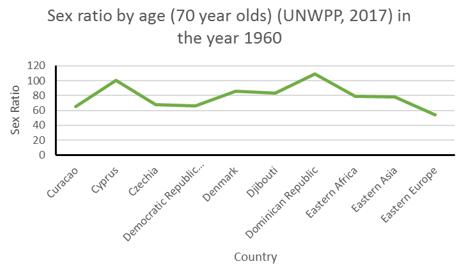 Sex ratio by age (70 year olds) (UNWPP, 2017) in
the year 1960
120
100
80
60
40
20
0
Sex Ratio
Curacao
Cyprus
Czechia
Democratic Republic...
Denmark
Djibouti
Dominican Republic
Eastern Africa
Eastern Asia
Eastern Europe
Country